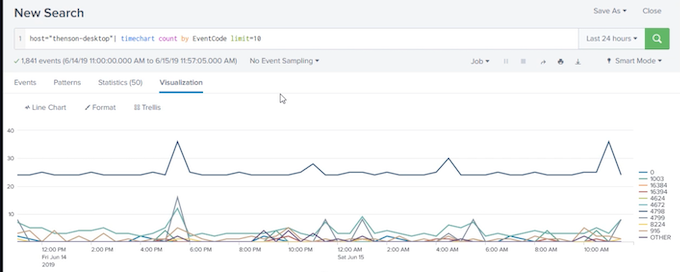 New Search
Save As Close
1 host="thenson-desktop"| timechart count by EventCode limit=10
Last 24 hours
1,841 events (6/14/19 11:00:00.000 AM to 6/15/19 11:57:05.000 AM) No Event Sampling
Job Smart Mode
Events Patterns Statistics (50) Visualization
Line Chart Format Trellis
40
30
20
10
0
1003
16384
16394
4624
4672
4798
4799
8224
916
OTHER
12:00 PM 2:00 PM 4:00 PM 6:00 PM 8:00 PM 10:00 PM 12:00 AM 2:00 AM 4:00 AM 6:00 AM 8:00 AM 10:00 AM
Fri Jun 14 Sat Jun 15
2019